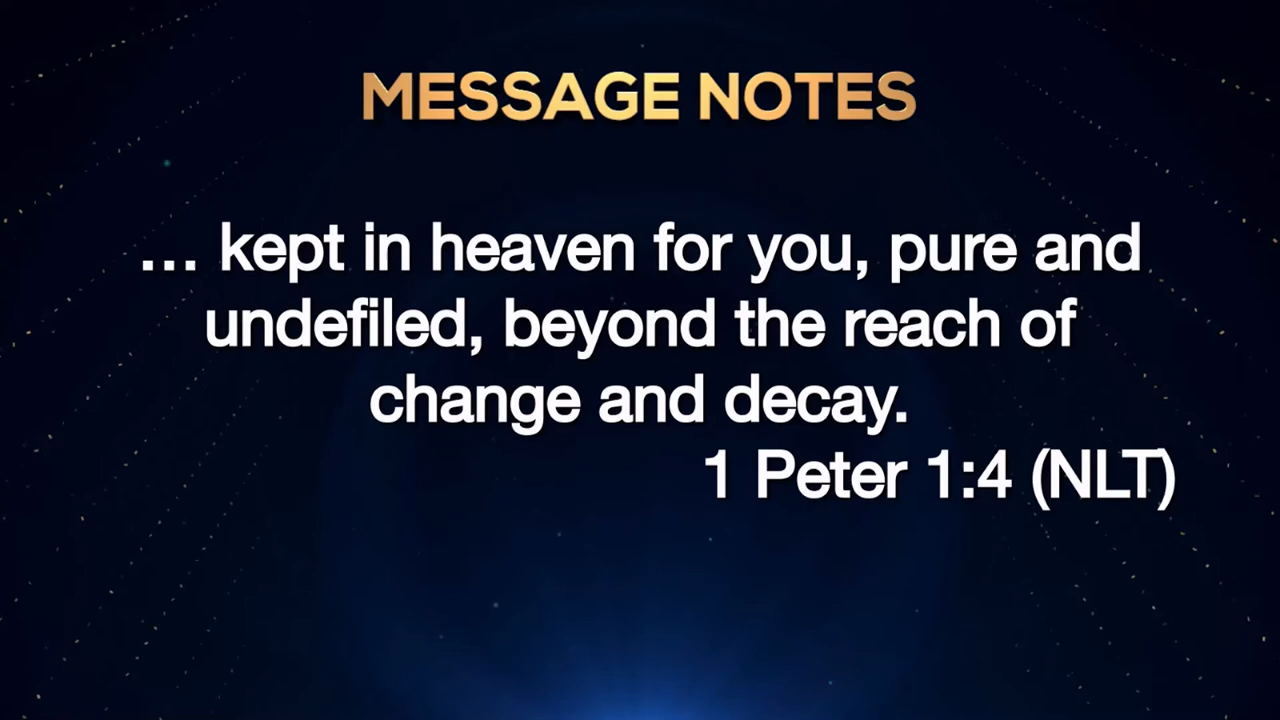 MESSAGE NOTES
… kept in heaven for you, pure and
undefiled, beyond the reach of
change and decay.
1 Peter 1:4 (NLT)